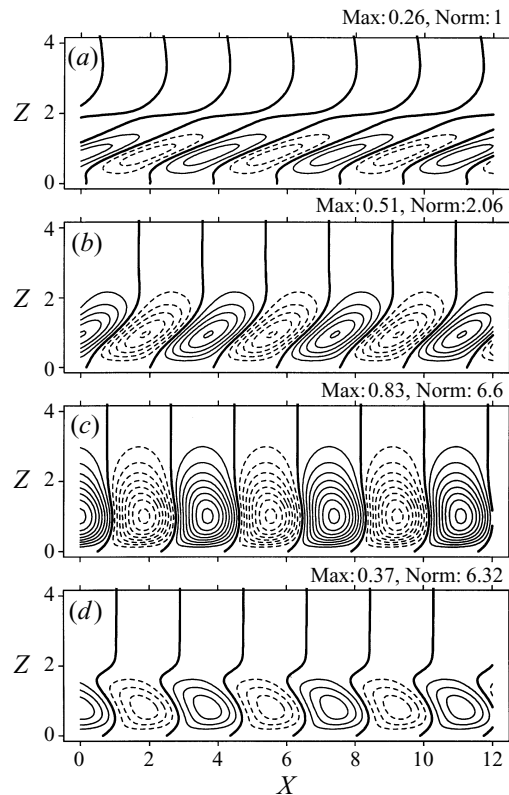 Max: 0.26, Norm: 1
4
(a)
Z 2
0
Max: 0.51, Norm: 2.06
4
(b)
Z 2
0
Max: 0.83, Norm: 6.6
4
(c)
Z 2
0
Max: 0.37, Norm: 6.32
4
(d)
Z 2
0
0 2 4 6 8 10 12
X